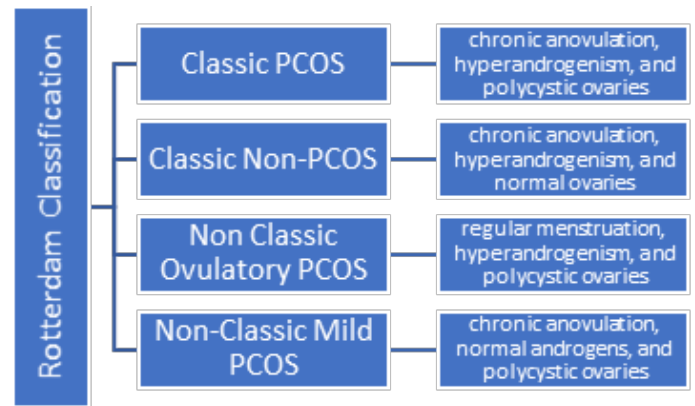 Rotterdam Classification
Classic PCOS
chronic anovulation,
hyperandrogenism, and
polycystic ovaries
Classic Non-PCOS
chronic anovulation,
hyperandrogenism, and
normal ovaries
Non Classic
Ovulatory PCOS
regular menstruation,
hyperandrogenism, and
polycystic ovaries
Non-Classic Mild
PCOS
chronic anovulation,
normal androgens, and
polycystic ovaries